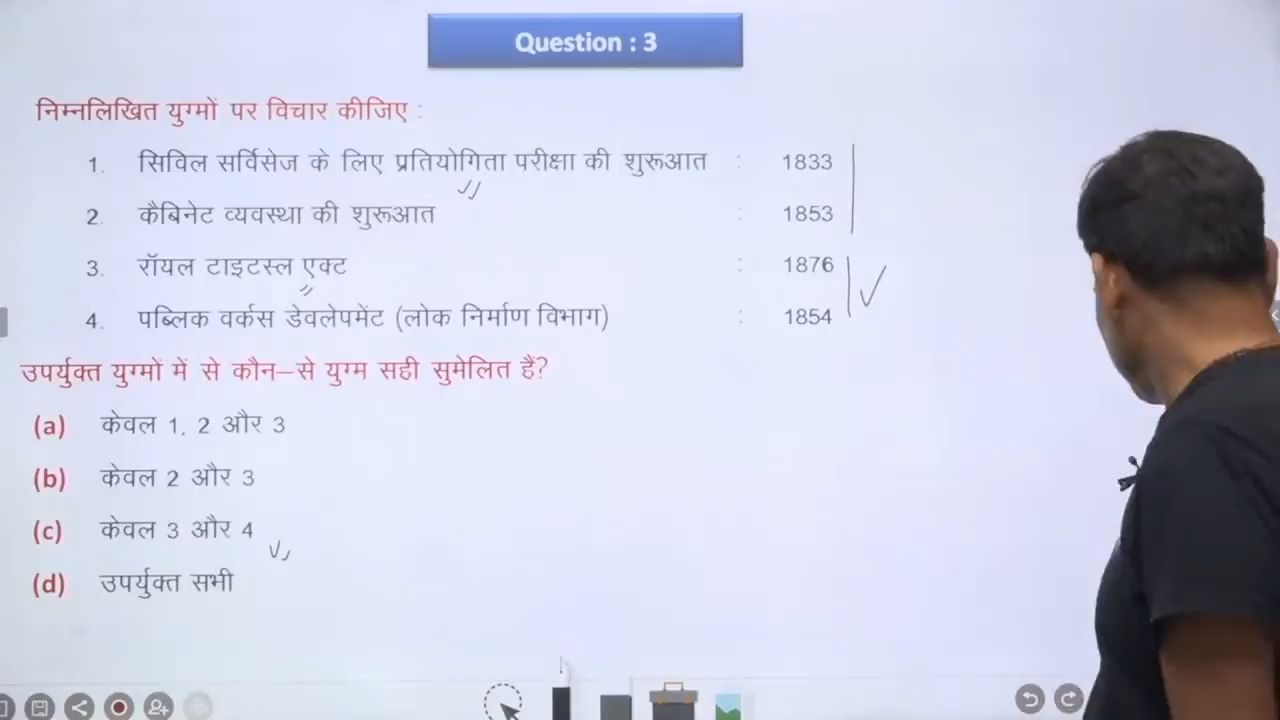 Question : 3
निम्नलिखित युग्मों पर विचार कीजिए :
1. सिविल सर्विसेज के लिए प्रतियोगिता परीक्षा की शुरूआत : 1833
2. कैबिनेट व्यवस्था की शुरूआत : 1853
3. रॉयल टाइटस्ल एक्ट : 1876
4. पब्लिक वर्कस डेवलेपमेंट (लोक निर्माण विभाग) : 1854
उपर्युक्त युग्मों में से कौन–से युग्म सही सुमेलित हैं?
(a) केवल 1, 2 और 3
(b) केवल 2 और 3
(c) केवल 3 और 4
(d) उपर्युक्त सभी